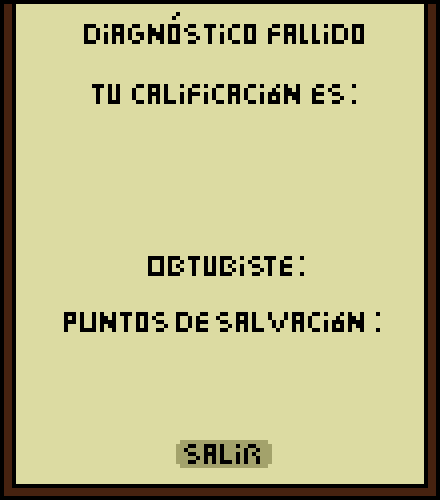 DiAGNÓSTiCO FALLiDO
TU CALiFiCACióN ES:
OBTUBiSTE:
PUNTOS DE SALVACióN :
SALiR